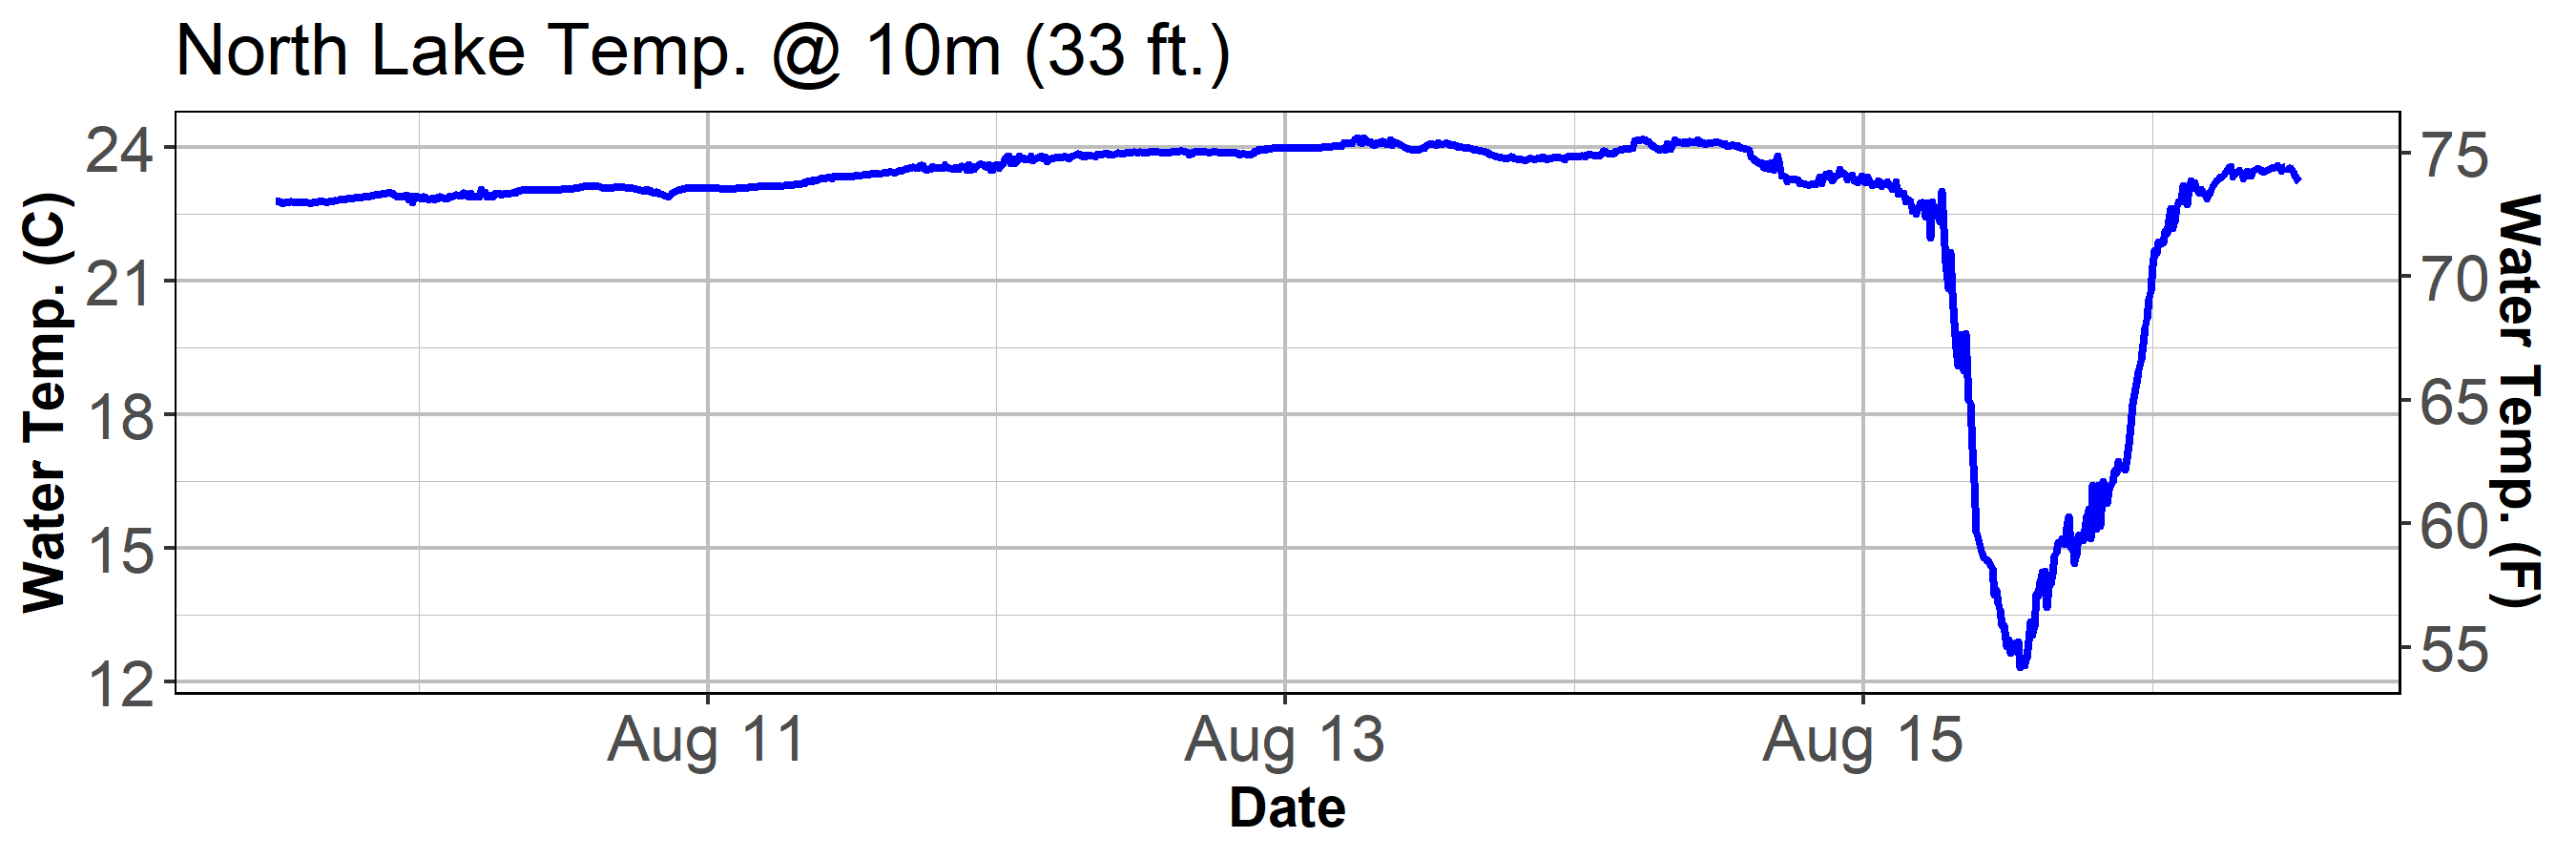 North Lake Temp. @ 10m (33 ft.)
Water Temp. (C)
24
21
18
15
12
75
70
65
60
55
Water Temp. (F)
Aug 11
Aug 13
Aug 15
Date